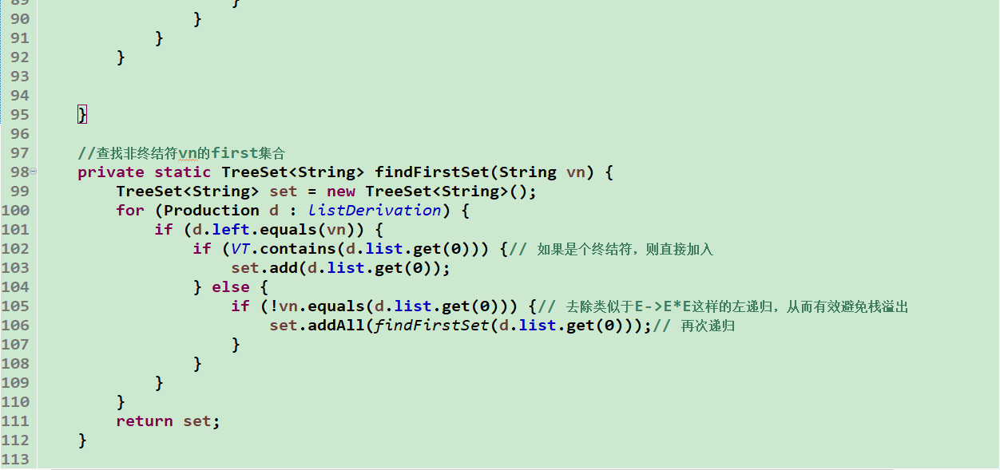 89                     }
90                 }
91             }
92         }
93
94
95     }
96
97     //查找非终结符vn的first集合
98     private static TreeSet<String> findFirstSet(String vn) {
99         TreeSet<String> set = new TreeSet<String>();
100         for (Production d : listDerivation) {
101             if (d.left.equals(vn)) {
102                 if (VT.contains(d.list.get(0))) {// 如果是个终结符，则直接加入
103                     set.add(d.list.get(0));
104                 } else {
105                     if (!vn.equals(d.list.get(0))) {// 去除类似于E->E*E这样的左递归，从而有效避免栈溢出
106                         set.addAll(findFirstSet(d.list.get(0)));// 再次递归
107                     }
108                 }
109             }
110         }
111         return set;
112     }
113